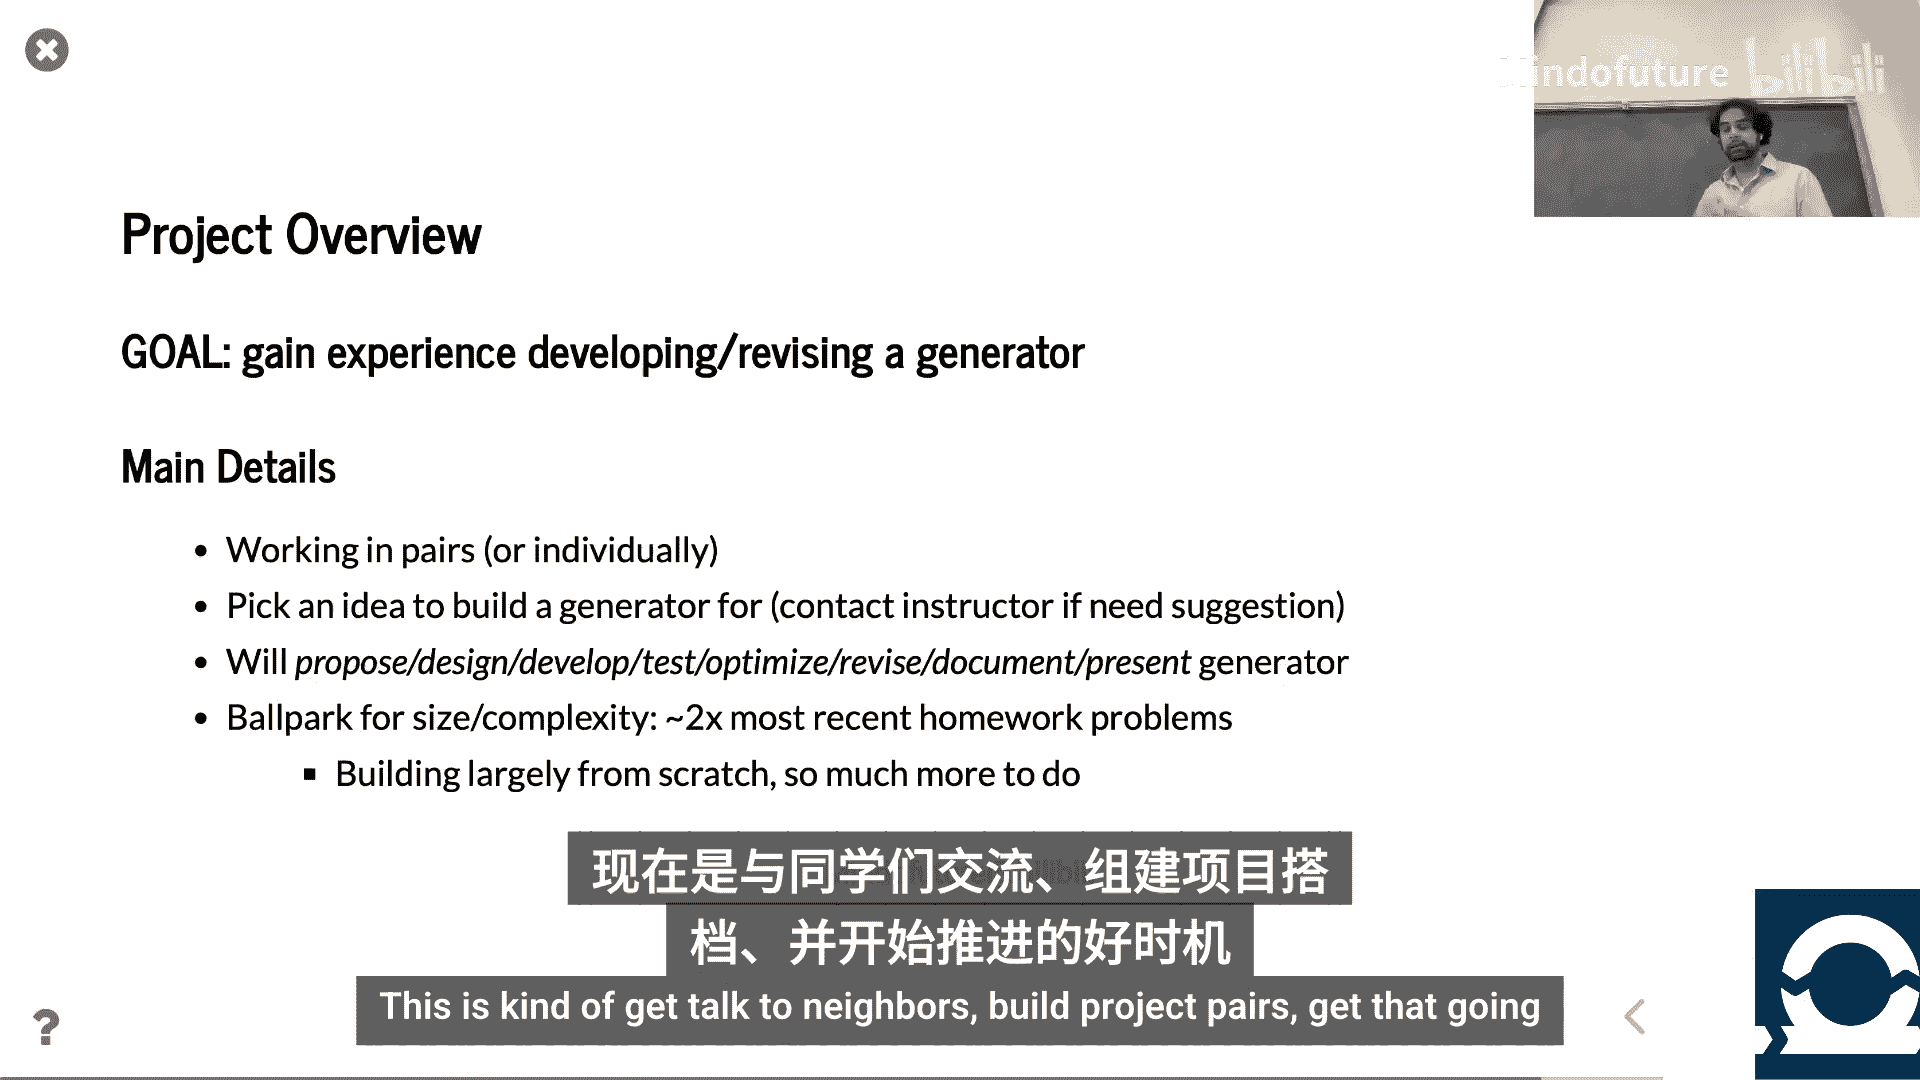 indofuture bilibili
Project Overview
GOAL: gain experience developing/revising a generator
Main Details
• Working in pairs (or individually)
• Pick an idea to build a generator for (contact instructor if need suggestion)
• Will propose/design/develop/test/optimize/revise/document/present generator
• Ballpark for size/complexity: ~2x most recent homework problems
▪ Building largely from scratch, so much more to do
现在是与同学们交流、组建项目搭
档、并开始推进的好时机
This is kind of get talk to neighbors, build project pairs, get that going
?